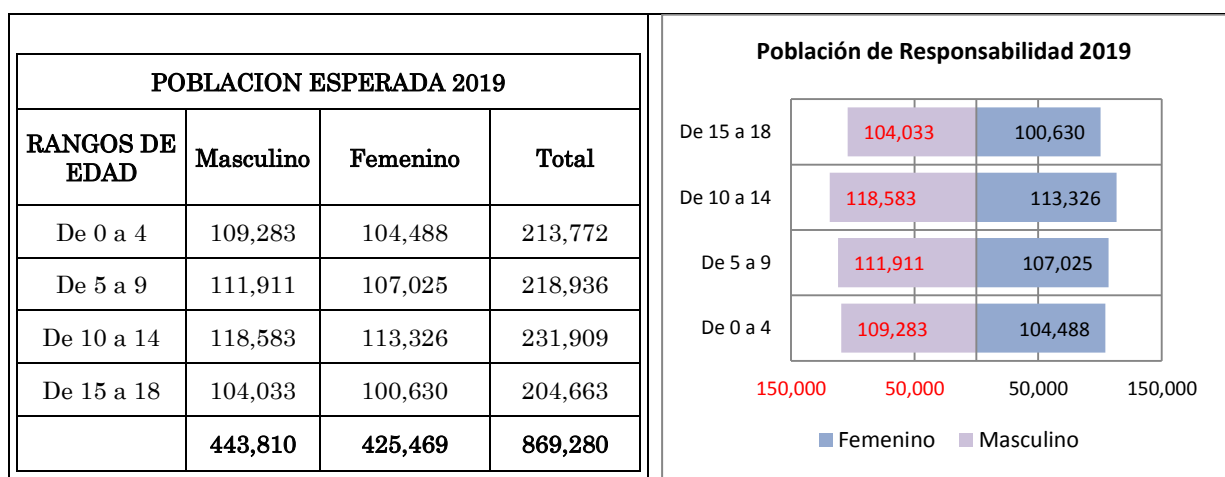 POBLACION ESPERADA 2019
RANGOS DE EDAD Masculino Femenino Total
De 0 a 4 109,283 104,488 213,772
De 5 a 9 111,911 107,025 218,936
De 10 a 14 118,583 113,326 231,909
De 15 a 18 104,033 100,630 204,663
443,810 425,469 869,280
Población de Responsabilidad 2019
De 15 a 18 104,033 100,630
De 10 a 14 118,583 113,326
De 5 a 9 111,911 107,025
De 0 a 4 109,283 104,488
150,000 50,000 50,000 150,000
Femenino Masculino